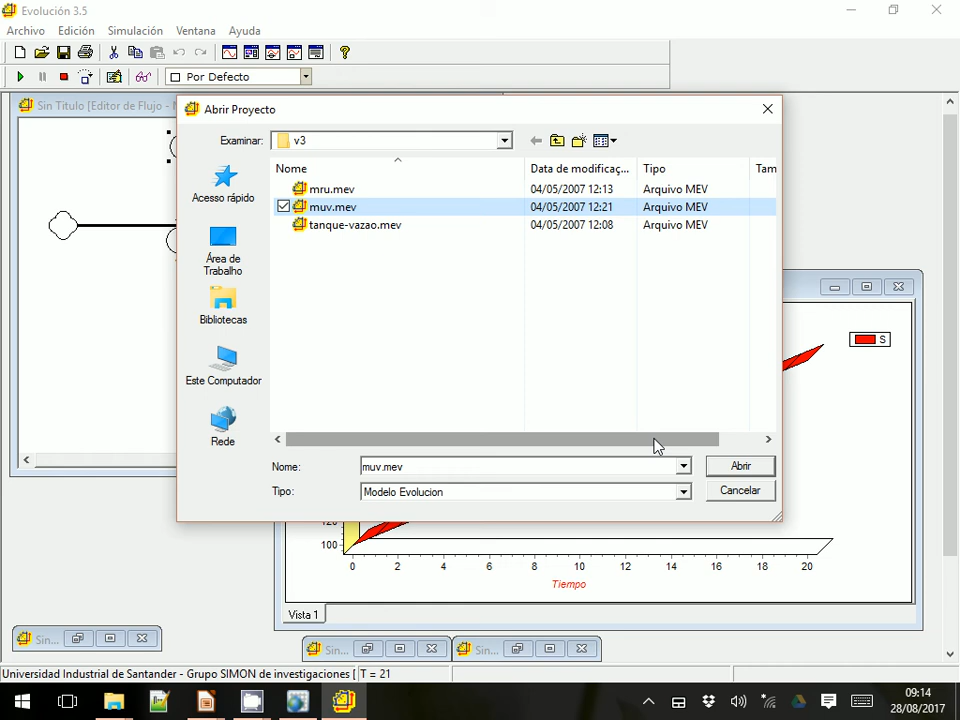 Evolución 3.5
Archivo Edición Simulación Ventana Ayuda
Por Defecto
Sin Titulo [Editor de Flujo -
Abrir Proyecto
Examinar: v3
Nome Data de modificaç... Tipo Tam
mru.mev 04/05/2007 12:13 Arquivo MEV
muv.mev 04/05/2007 12:21 Arquivo MEV
tanque-vazao.mev 04/05/2007 12:08 Arquivo MEV
Acesso rápido
Área de
Trabalho
Bibliotecas
Este Computador
Rede
Nome: muv.mev Abrir
Tipo: Modelo Evolucion Cancelar
S
120
100
0 2 4 6 8 10 12 14 16 18 20
Tiempo
Vista 1
Sin...
Sin... Sin...
Universidad Industrial de Santander - Grupo SIMON de investigaciones [ T = 21
09:14
28/08/2017